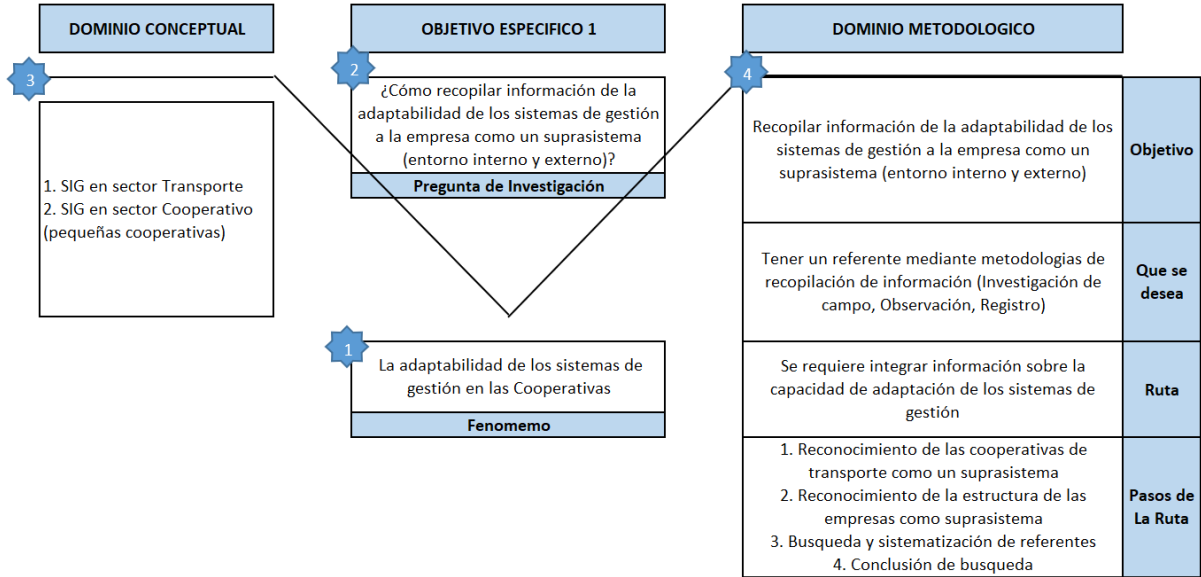 DOMINIO CONCEPTUAL
3
1. SIG en sector Transporte
2. SIG en sector Cooperativo
(pequeñas cooperativas)
OBJETIVO ESPECIFICO 1
2
¿Cómo recopilar información de la
adaptabilidad de los sistemas de gestión
a la empresa como un suprasistema
(entorno interno y externo)?
Pregunta de Investigación
1
La adaptabilidad de los sistemas de
gestión en las Cooperativas
Fenomemo
DOMINIO METODOLOGICO
4
Recopilar información de la adaptabilidad de los
sistemas de gestión a la empresa como un
suprasistema (entorno interno y externo)
Objetivo
Tener un referente mediante metodologias de
recopilación de información (Investigación de
campo, Observación, Registro)
Que se
desea
Se requiere integrar información sobre la
capacidad de adaptación de los sistemas de
gestión
Ruta
1. Reconocimiento de las cooperativas de
transporte como un suprasistema
2. Reconocimiento de la estructura de las
empresas como suprasistema
3. Busqueda y sistematización de referentes
4. Conclusión de busqueda
Pasos de
La Ruta